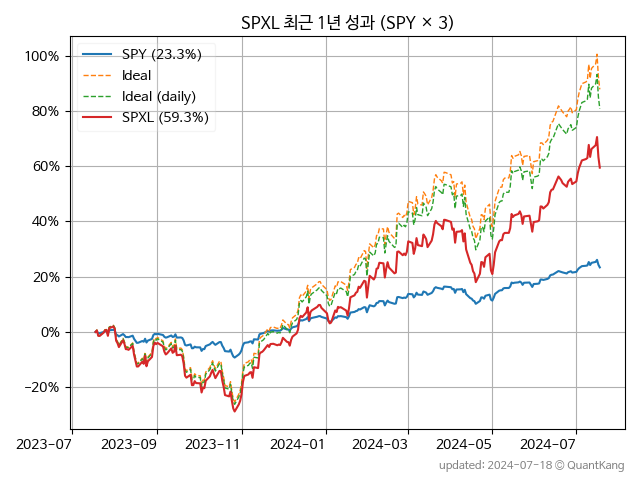 SPXL 최근 1년 성과 (SPY × 3)
SPY (23.3%)
Ideal
Ideal (daily)
SPXL (59.3%)
100%
80%
60%
40%
20%
0%
−20%
2023-07 2023-09 2023-11 2024-01 2024-03 2024-05 2024-07
updated: 2024-07-18 © QuantKang